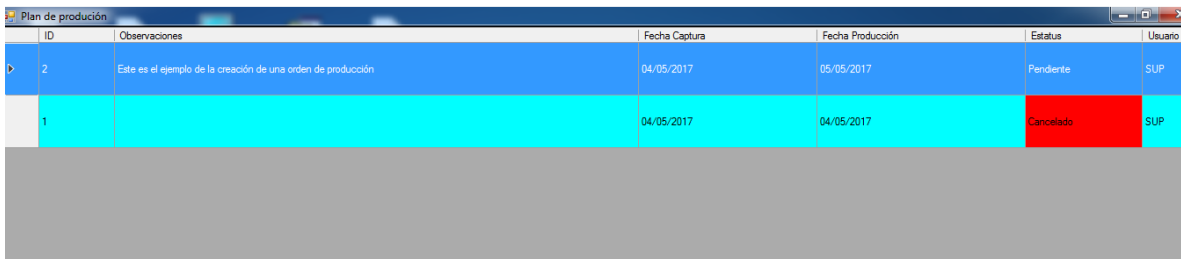 Plan de produción
ID Observaciones Fecha Captura Fecha Producción Estatus Usuario
2 Este es el ejemplo de la creación de una orden de producción 04/05/2017 05/05/2017 Pendiente SUP
1 04/05/2017 04/05/2017 Cancelado SUP